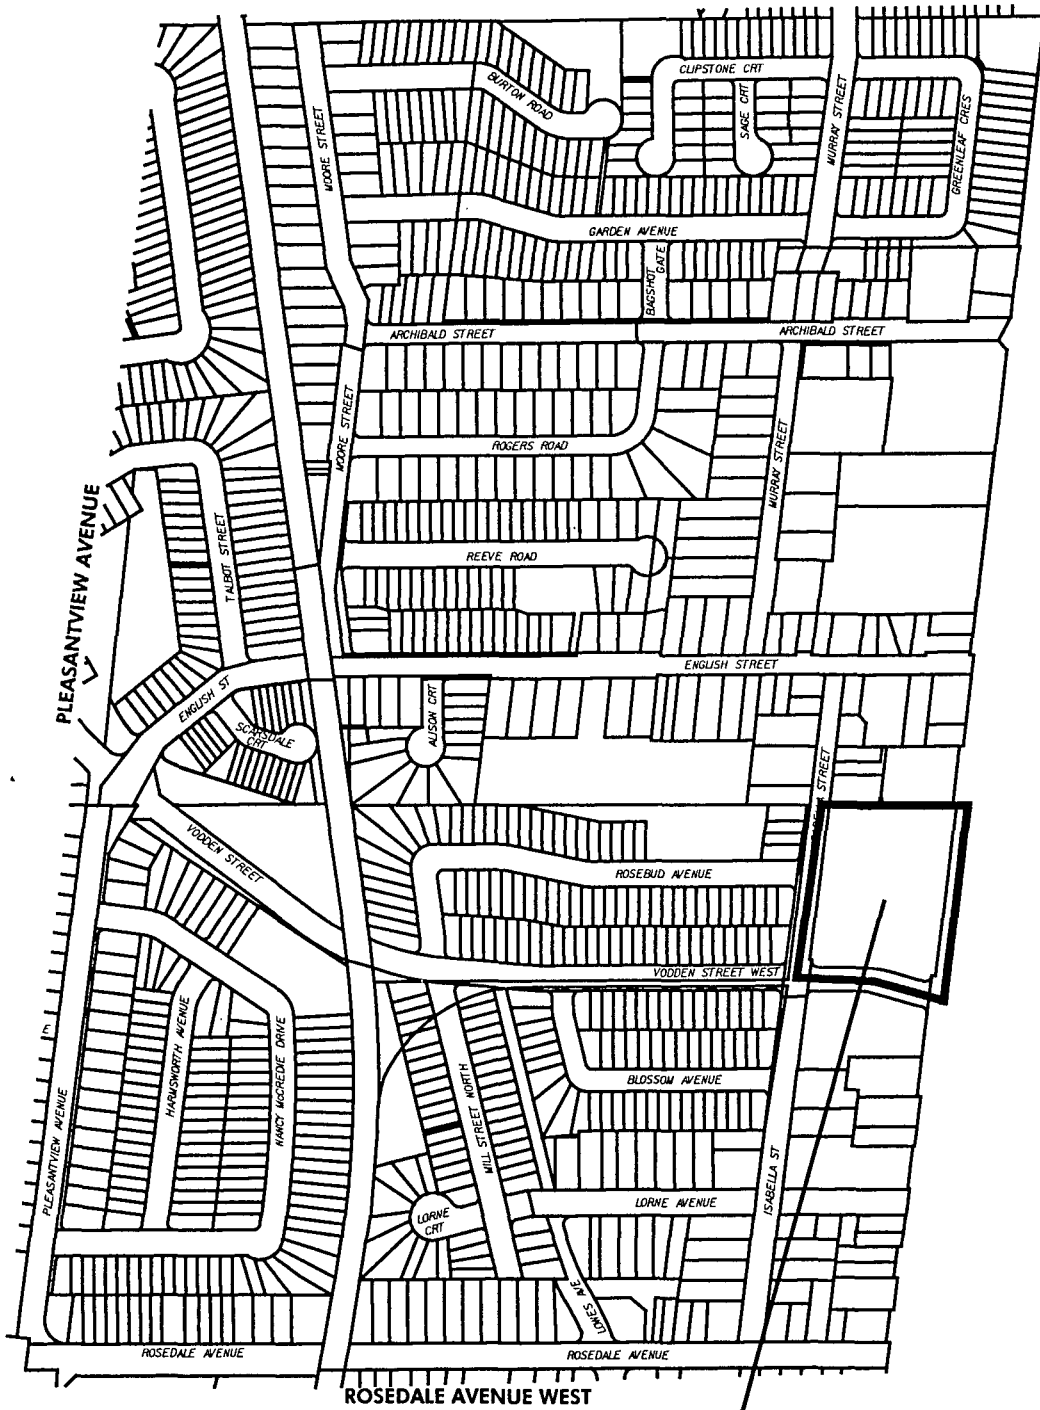 CLIPSTONE CRT
BURTON ROAD
SAGE CRT
MOORE STREET
MURRAY STREET
GREENLEAF CRES
GARDEN AVENUE
BAGSHOT
GATE
ARCHIBALD STREET
ARCHIBALD STREET
MOORE STREET
ROGERS ROAD
MURRAY STREET
PLEASANTVIEW AVENUE
TALBOT STREET
REEVE ROAD
ENGLISH STREET
ENGLISH ST
SCARSDALE
CRT
ALISON CRT
STREET
VODDEN STREET
ROSEBUD AVENUE
VODDEN STREET WEST
HARMSWORTH AVENUE
NANCY McCREDIE DRIVE
BLOSSOM AVENUE
MILL STREET NORTH
PLEASANTVIEW AVENUE
ISABELLA ST
LORNE AVENUE
LORNE
CRT
LOWES AVE
ROSEDALE AVENUE
ROSEDALE AVENUE
ROSEDALE AVENUE WEST